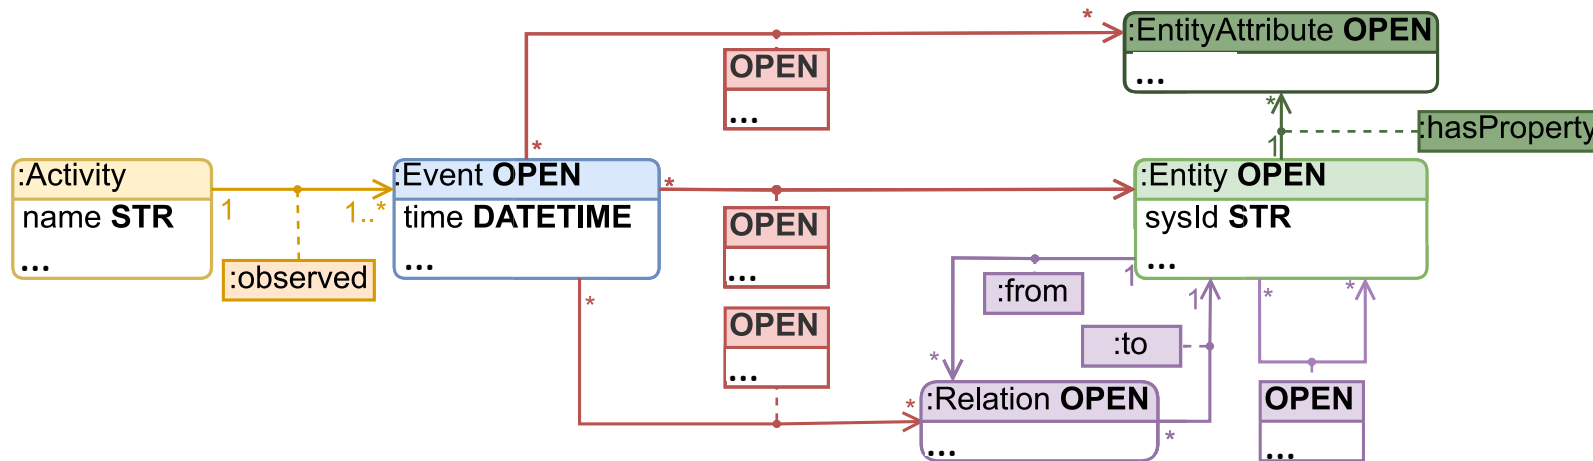 *
:EntityAttribute OPEN
...
OPEN
...
*
:hasProperty
*
1
:Activity
name STR
...
1
1..*
:observed
:Event OPEN
time DATETIME
...
*
OPEN
...
:Entity OPEN
sysId STR
...
*
OPEN
...
*
:from
1
1
*
*
:to
*
:Relation OPEN
...
*
OPEN
...